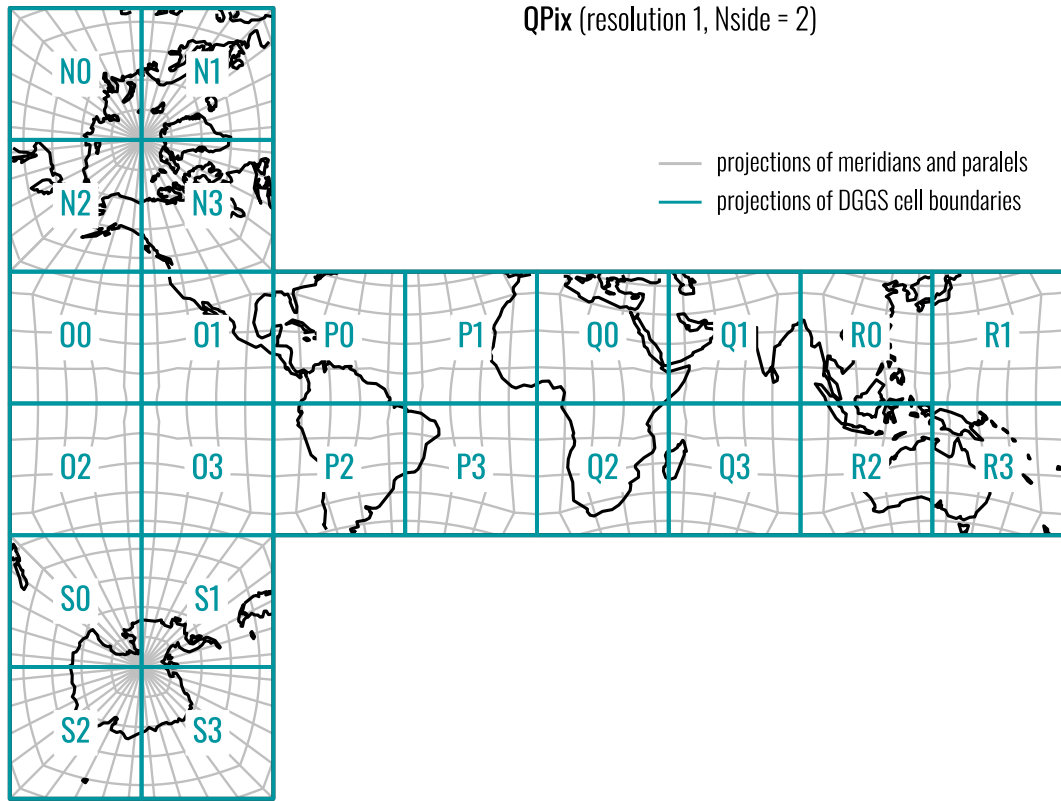 QPix (resolution 1, Nside = 2)
N0 N1
projections of meridians and paralels
N2 N3
projections of DGGS cell boundaries
O0 O1 P0 P1 Q0 Q1 R0 R1
O2 O3 P2 P3 Q2 Q3 R2 R3
S0 S1
S2 S3